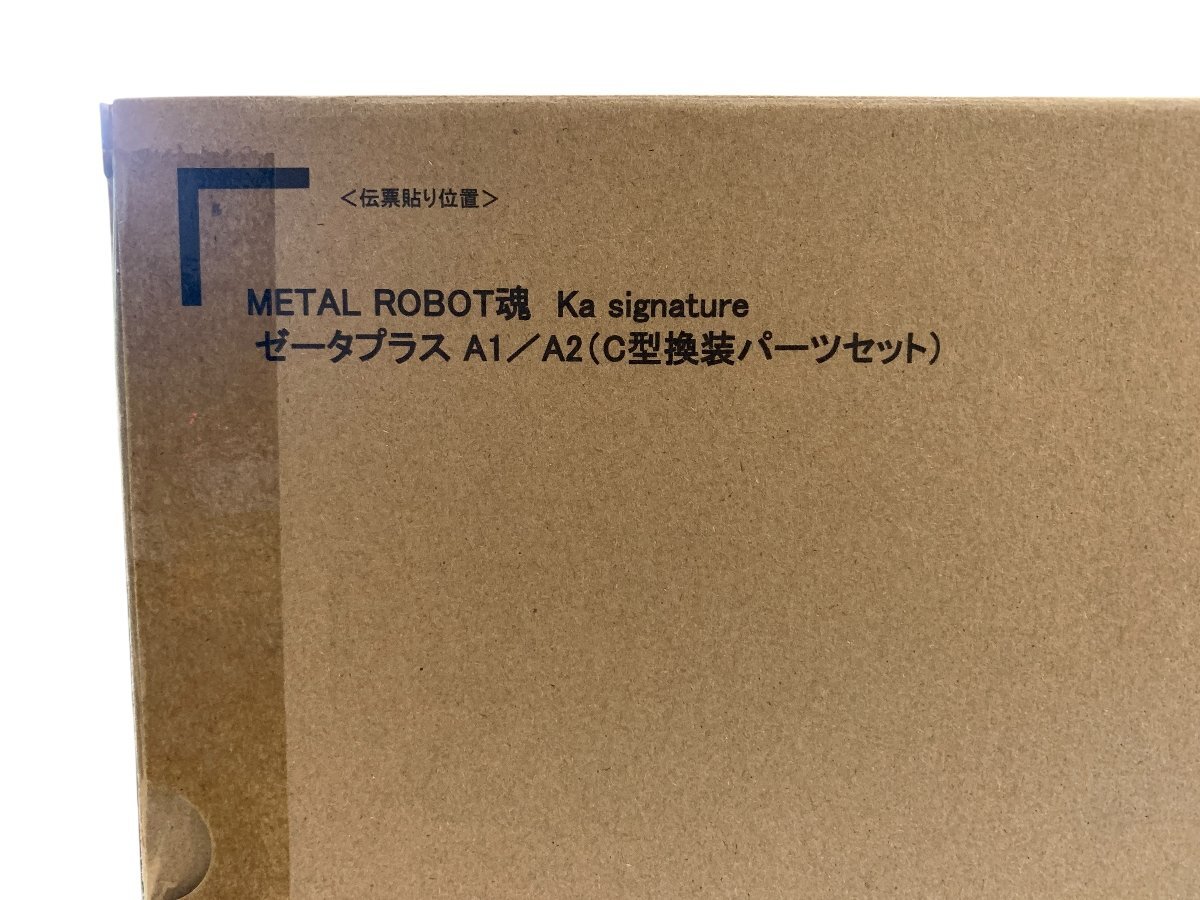 ＜伝票貼り位置＞
METAL ROBOT魂　Ka signature
ゼータプラス A1／A2（C型換装パーツセット）